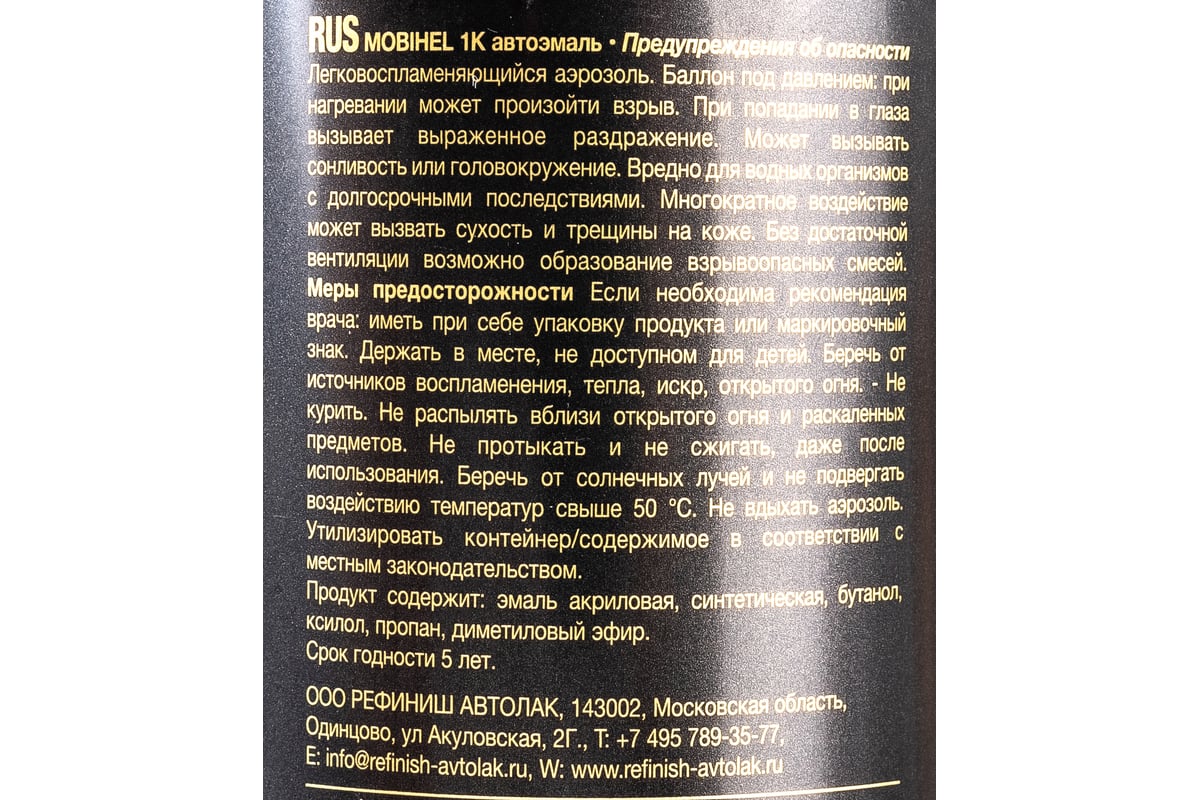 RUS MOBIHEL 1K автоэмаль • Предупреждения об опасности
Легковоспламеняющийся аэрозоль. Баллон под давлением: при
нагревании может произойти взрыв. При попадании в глаза
вызывает выраженное раздражение. Может вызывать
сонливость или головокружение. Вредно для водных организмов
с долгосрочными последствиями. Многократное воздействие
может вызвать сухость и трещины на коже. Без достаточной
вентиляции возможно образование взрывоопасных смесей.
Меры предосторожности Если необходима рекомендация
врача: иметь при себе упаковку продукта или маркировочный
знак. Держать в месте, не доступном для детей. Беречь от
источников воспламенения, тепла, искр, открытого огня. - Не
курить. Не распылять вблизи открытого огня и раскаленных
предметов. Не протыкать и не сжигать, даже после
использования. Беречь от солнечных лучей и не подвергать
воздействию температур свыше 50 °C. Не вдыхать аэрозоль.
Утилизировать контейнер/содержимое в соответствии с
местным законодательством.
Продукт содержит: эмаль акриловая, синтетическая, бутанол,
ксилол, пропан, диметиловый эфир.
Срок годности 5 лет.
ООО РЕФИНИШ АВТОЛАК, 143002, Московская область,
Одинцово, ул Акуловская, 2Г., Т: +7 495 789-35-77,
E: info@refinish-avtolak.ru, W: www.refinish-avtolak.ru